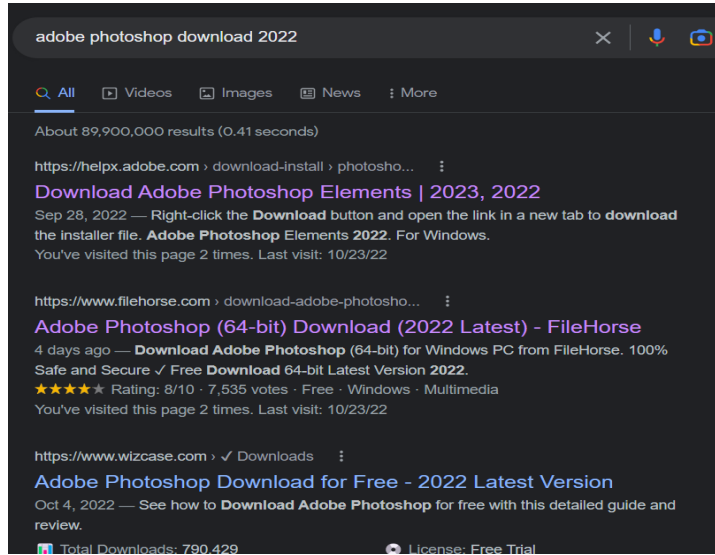 adobe photoshop download 2022
All Videos Images News More
About 89,900,000 results (0.41 seconds)
https://helpx.adobe.com › download-install › photosho...
Download Adobe Photoshop Elements | 2023, 2022
Sep 28, 2022 — Right-click the Download button and open the link in a new tab to download
the installer file. Adobe Photoshop Elements 2022. For Windows.
You've visited this page 2 times. Last visit: 10/23/22
https://www.filehorse.com › download-adobe-photosho...
Adobe Photoshop (64-bit) Download (2022 Latest) - FileHorse
4 days ago — Download Adobe Photoshop (64-bit) for Windows PC from FileHorse. 100%
Safe and Secure ✓ Free Download 64-bit Latest Version 2022.
Rating: 8/10 · 7,535 votes · Free · Windows · Multimedia
You've visited this page 2 times. Last visit: 10/23/22
https://www.wizcase.com › ✓ Downloads
Adobe Photoshop Download for Free - 2022 Latest Version
Oct 4, 2022 — See how to Download Adobe Photoshop for free with this detailed guide and
review.
Total Downloads: 790,429 License: Free Trial